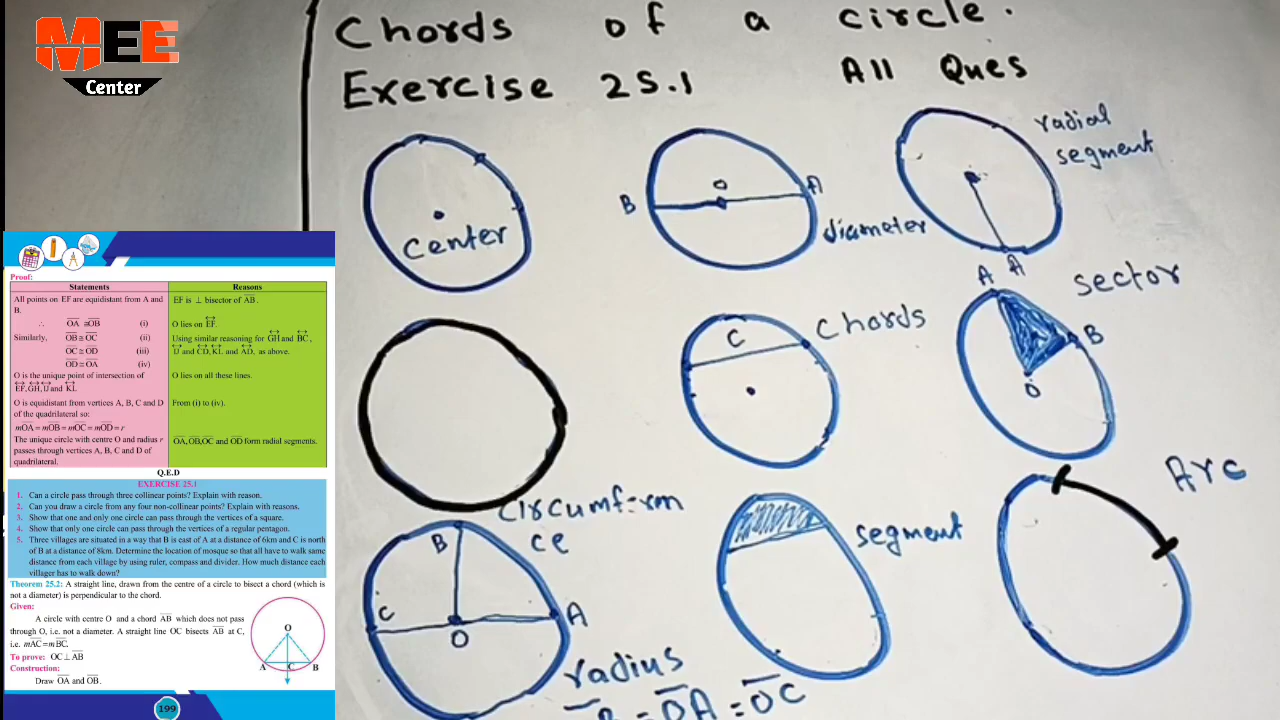 MEE
Center
Chords of a circle.
Exercise 25.1 All Ques
center
O
B
A
diameter
radial
segment
A
circumf=rm
ce
C
chords
A
sector
B
O
B
C
A
O
radius
B = OA = OC
segment
Arc
Proof:
Statements
Reasons
All points on EF are equidistant from A and
B.
EF is ⊥ bisector of AB.
∴ OA ≅ OB (i)
O lies on EF.
Similarly, OB ≅ OC (ii)
Using similar reasoning for GH and BC,
OC ≅ OD (iii)
IJ and CD, KL and AD, as above.
OD ≅ OA (iv)
O is the unique point of intersection of
EF, GH, IJ and KL
O lies on all these lines.
O is equidistant from vertices A, B, C and D
of the quadrilateral so:
From (i) to (iv).
mOA = mOB = mOC = mOD = r
The unique circle with centre O and radius r
passes through vertices A, B, C and D of
quadrilateral.
OA, OB, OC and OD form radial segments.
Q.E.D
EXERCISE 25.1
1. Can a circle pass through three collinear points? Explain with reason.
2. Can you draw a circle from any four non-collinear points? Explain with reasons.
3. Show that one and only one circle can pass through the vertices of a square.
4. Show that only one circle can pass through the vertices of a regular pentagon.
5. Three villages are situated in a way that B is east of A at a distance of 6km and C is north
of B at a distance of 8km. Determine the location of mosque so that all have to walk same
distance from each village by using ruler, compass and divider. How much distance each
villager has to walk down?
Theorem 25.2: A straight line, drawn from the centre of a circle to bisect a chord (which is
not a diameter) is perpendicular to the chord.
Given:
A circle with centre O and a chord AB which does not pass
through O, i.e. not a diameter. A straight line OC bisects AB at C,
i.e. mAC = mBC.
To prove: OC ⊥ AB
Construction:
Draw OA and OB.
O
A C B
199